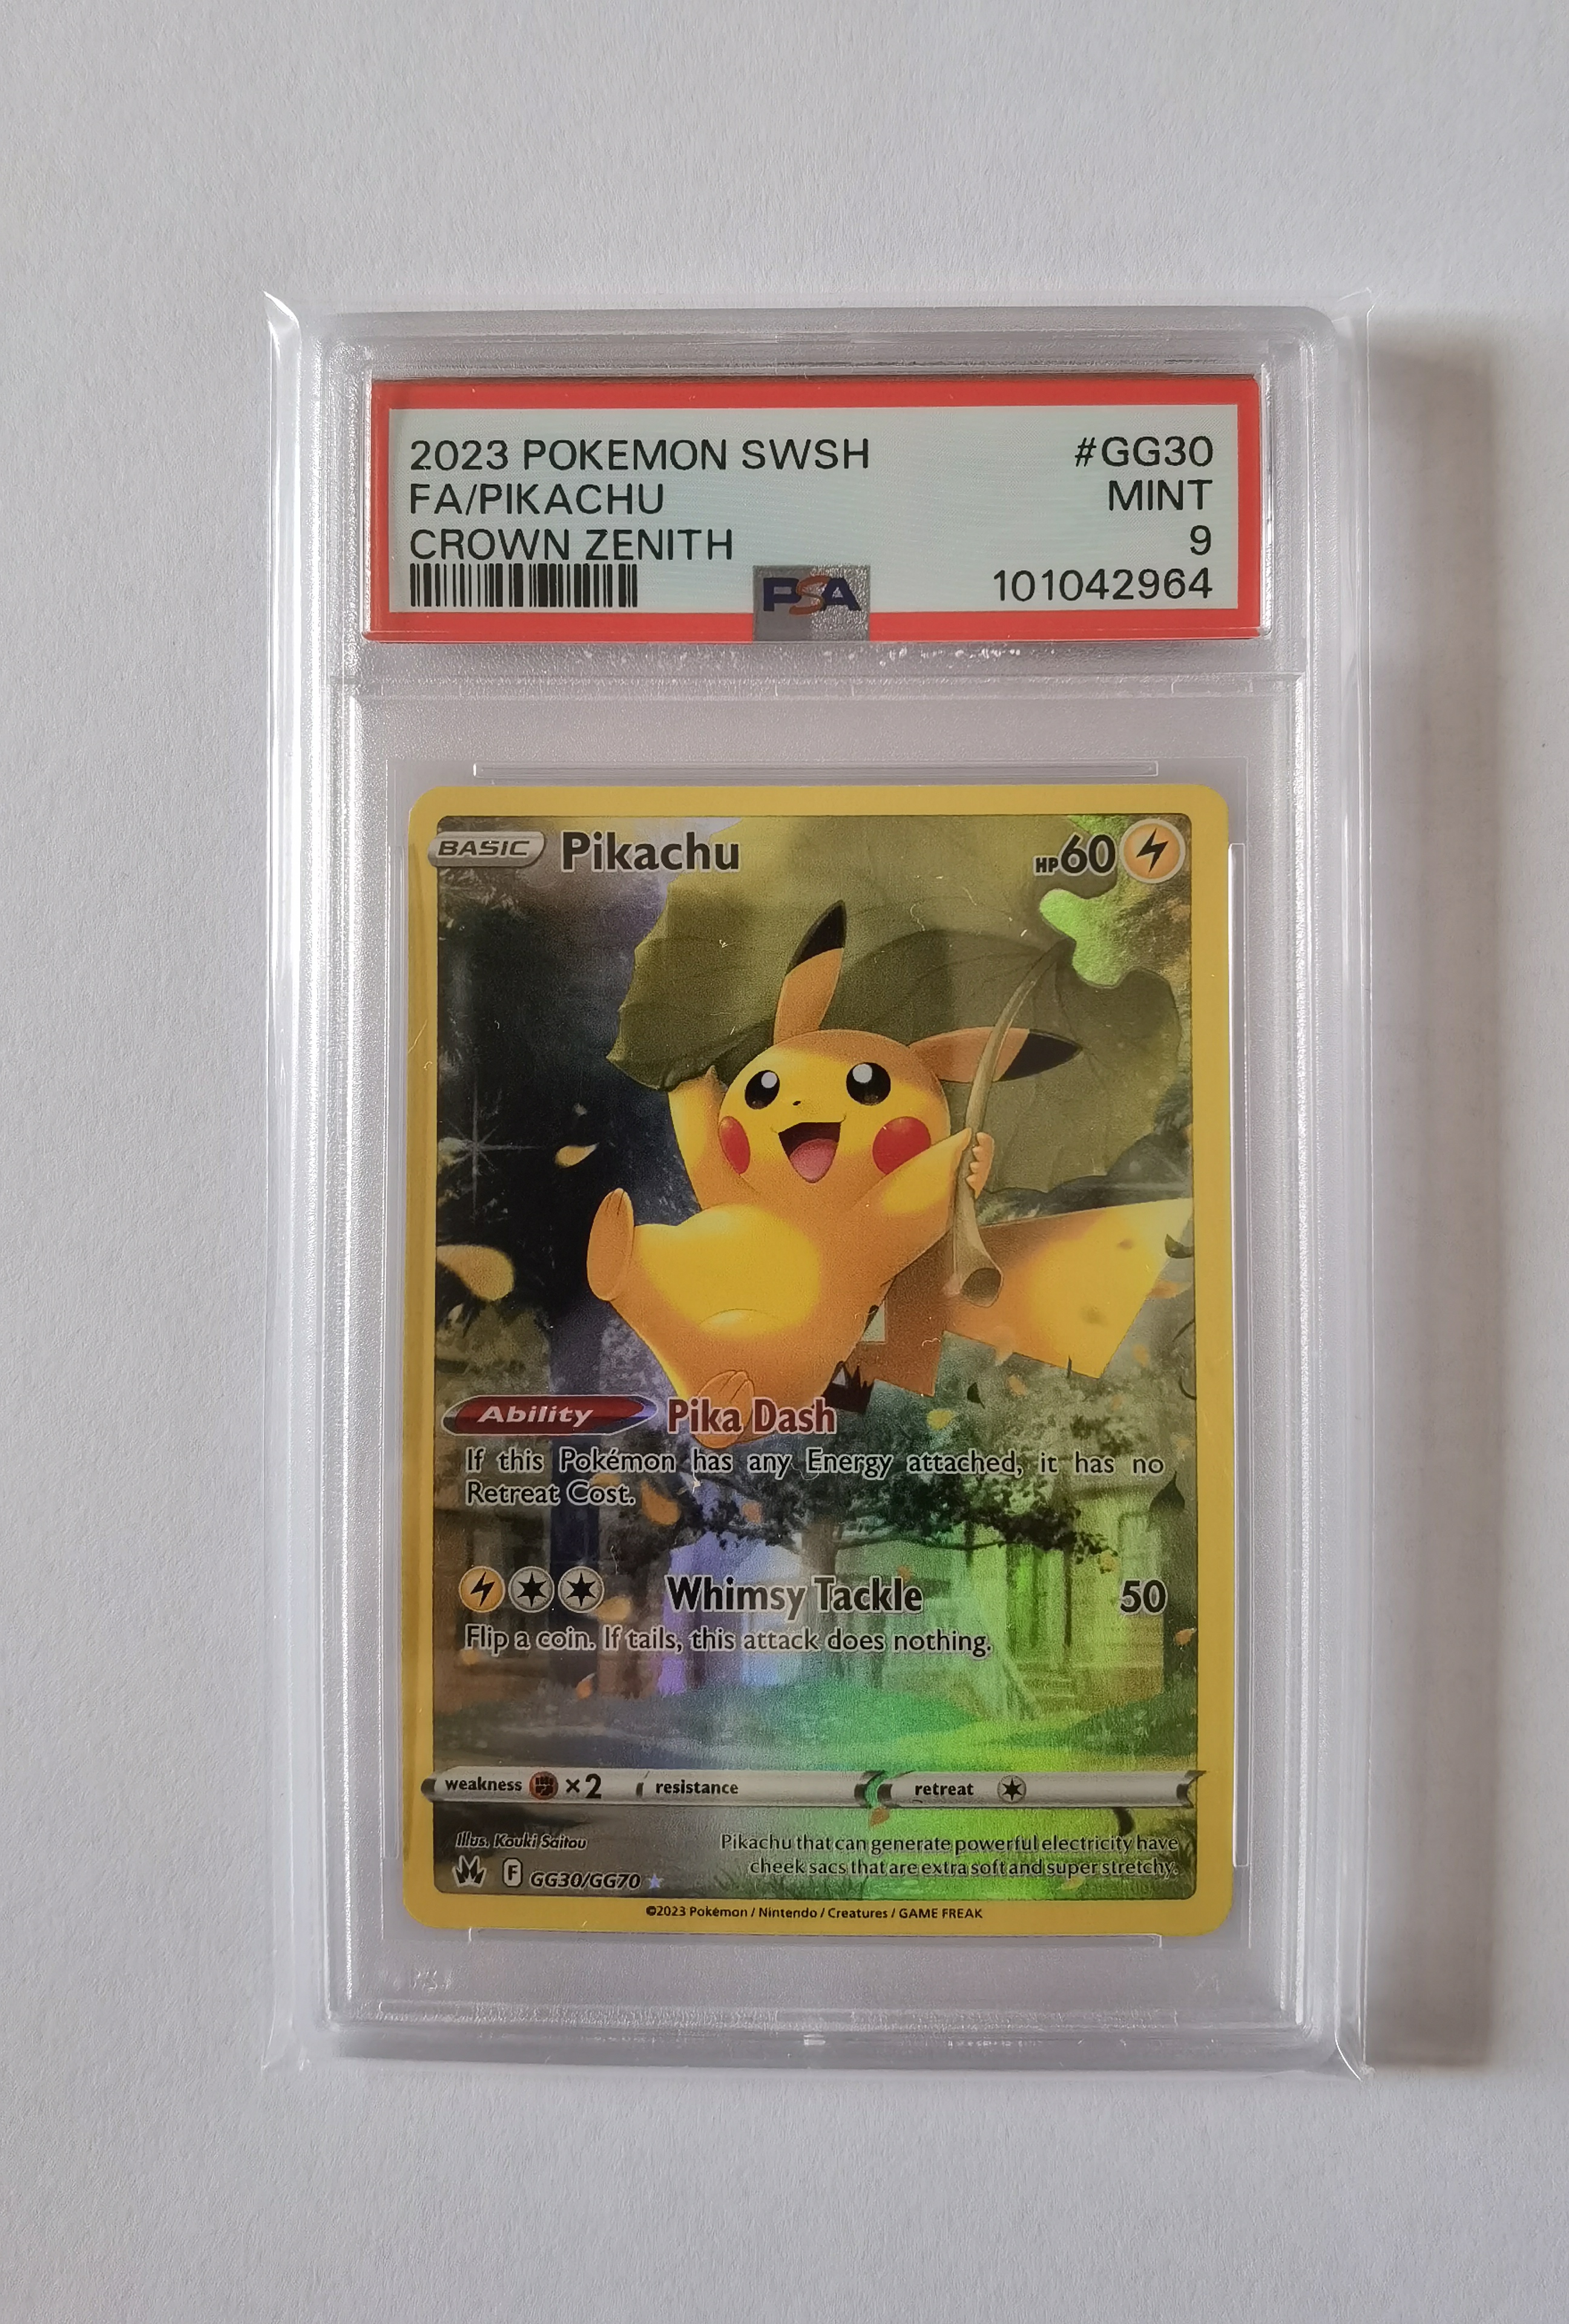 2023 POKEMON SWSH #GG30
FA/PIKACHU MINT
CROWN ZENITH 9
PSA 101042964
BASIC Pikachu HP60
Ability Pika Dash
If this Pokémon has any Energy attached, it has no
Retreat Cost.
Whimsy Tackle 50
Flip a coin. If tails, this attack does nothing.
weakness ×2 resistance retreat
Illus. Kouki Saitou
Pikachu that can generate powerful electricity have
cheek sacs that are extra soft and super stretchy.
F GG30/GG70
©2023 Pokémon / Nintendo / Creatures / GAME FREAK